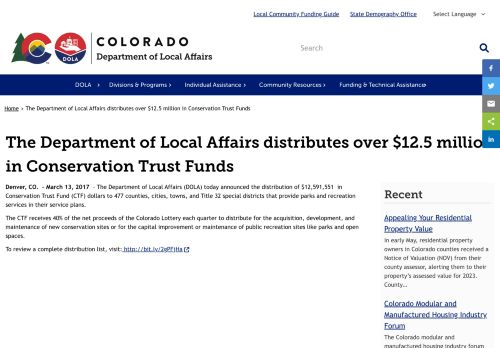 Local Community Funding Guide State Demography Office Select Language
COLORADO
Department of Local Affairs
DOLA
Search
DOLA Divisions & Programs Individual Assistance Community Resources Funding & Technical Assistance
Home » The Department of Local Affairs distributes over $12.5 million in Conservation Trust Funds
The Department of Local Affairs distributes over $12.5 million
in Conservation Trust Funds
Denver, CO. - March 13, 2017 - The Department of Local Affairs (DOLA) today announced the distribution of $12,591,551 in
Conservation Trust Fund (CTF) dollars to 477 counties, cities, towns, and Title 32 special districts that provide parks and recreation
services in their service plans.
The CTF receives 40% of the net proceeds of the Colorado Lottery each quarter to distribute for the acquisition, development, and
maintenance of new conservation sites or for the capital improvement or maintenance of public recreation sites like parks and open
spaces.
To review a complete distribution list, visit: 
Recent
Appealing Your Residential
Property Value
In early May, residential property
owners in Colorado counties received a
Notice of Valuation (NOV) from their
county assessor, alerting them to their
property's assessed value for 2023.
County...
Colorado Modular and
Manufactured Housing Industry
Forum
The Colorado modular and
manufactured housing industry forum